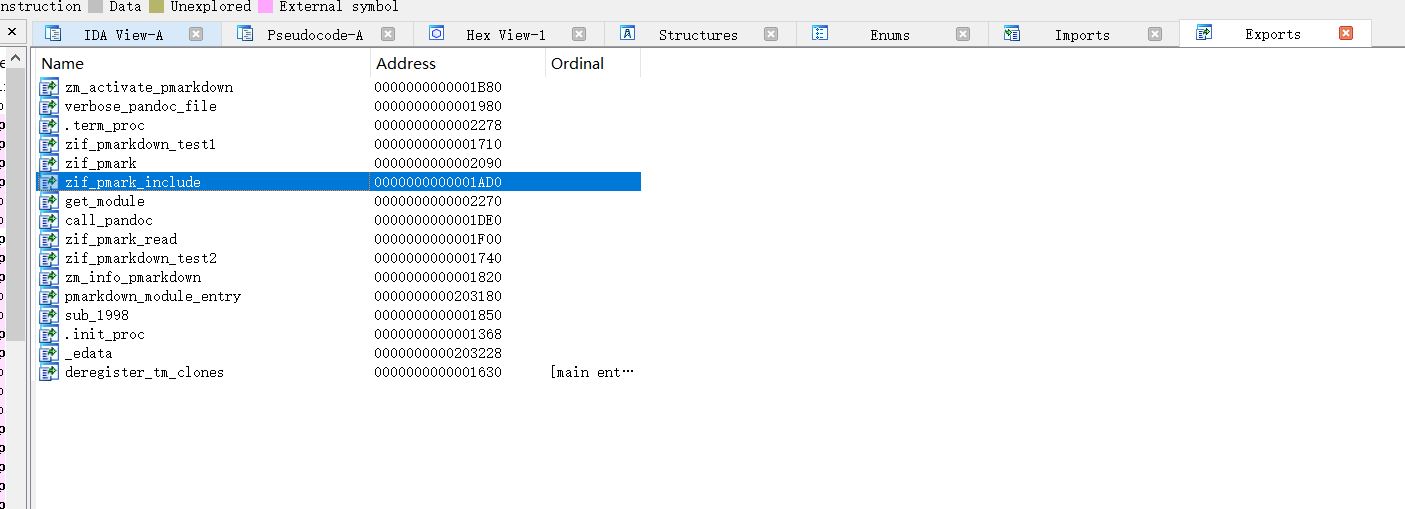 nstruction Data Unexplored External symbol
IDA View-A Pseudocode-A Hex View-1 Structures Enums Imports Exports
Name Address Ordinal
zm_activate_pmarkdown 0000000000001B80
verbose_pandoc_file 0000000000001980
.term_proc 0000000000002278
zif_pmarkdown_test1 0000000000001710
zif_pmark 0000000000002090
zif_pmark_include 0000000000001AD0
get_module 0000000000002270
call_pandoc 0000000000001DE0
zif_pmark_read 0000000000001F00
zif_pmarkdown_test2 0000000000001740
zm_info_pmarkdown 0000000000001820
pmarkdown_module_entry 0000000000203180
sub_1998 0000000000001850
.init_proc 0000000000001368
_edata 0000000000203228
deregister_tm_clones 0000000000001630 [main ent…